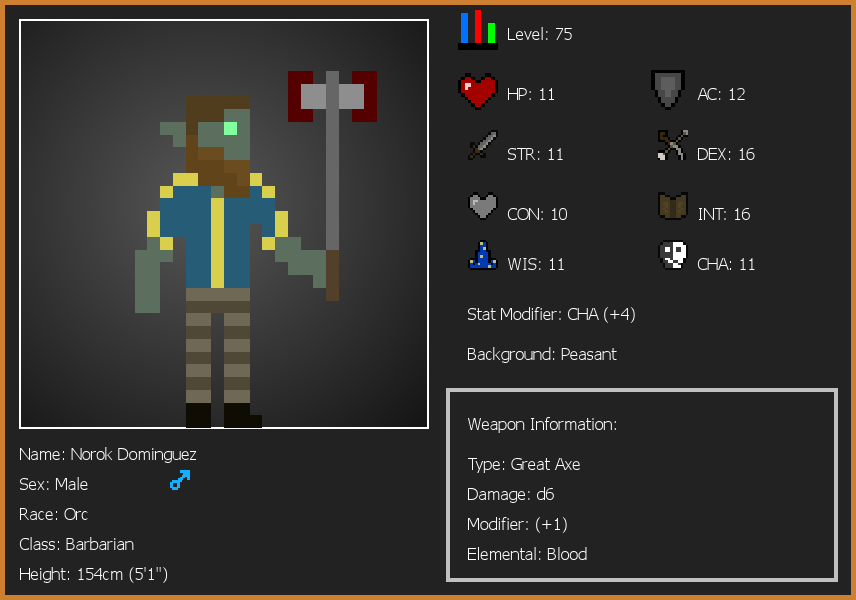 Level: 75
HP: 11
AC: 12
STR: 11
DEX: 16
CON: 10
INT: 16
WIS: 11
CHA: 11
Stat Modifier: CHA (+4)
Background: Peasant
Weapon Information:
Type: Great Axe
Damage: d6
Modifier: (+1)
Elemental: Blood
Name: Norok Dominguez
Sex: Male
Race: Orc
Class: Barbarian
Height: 154cm (5'1")